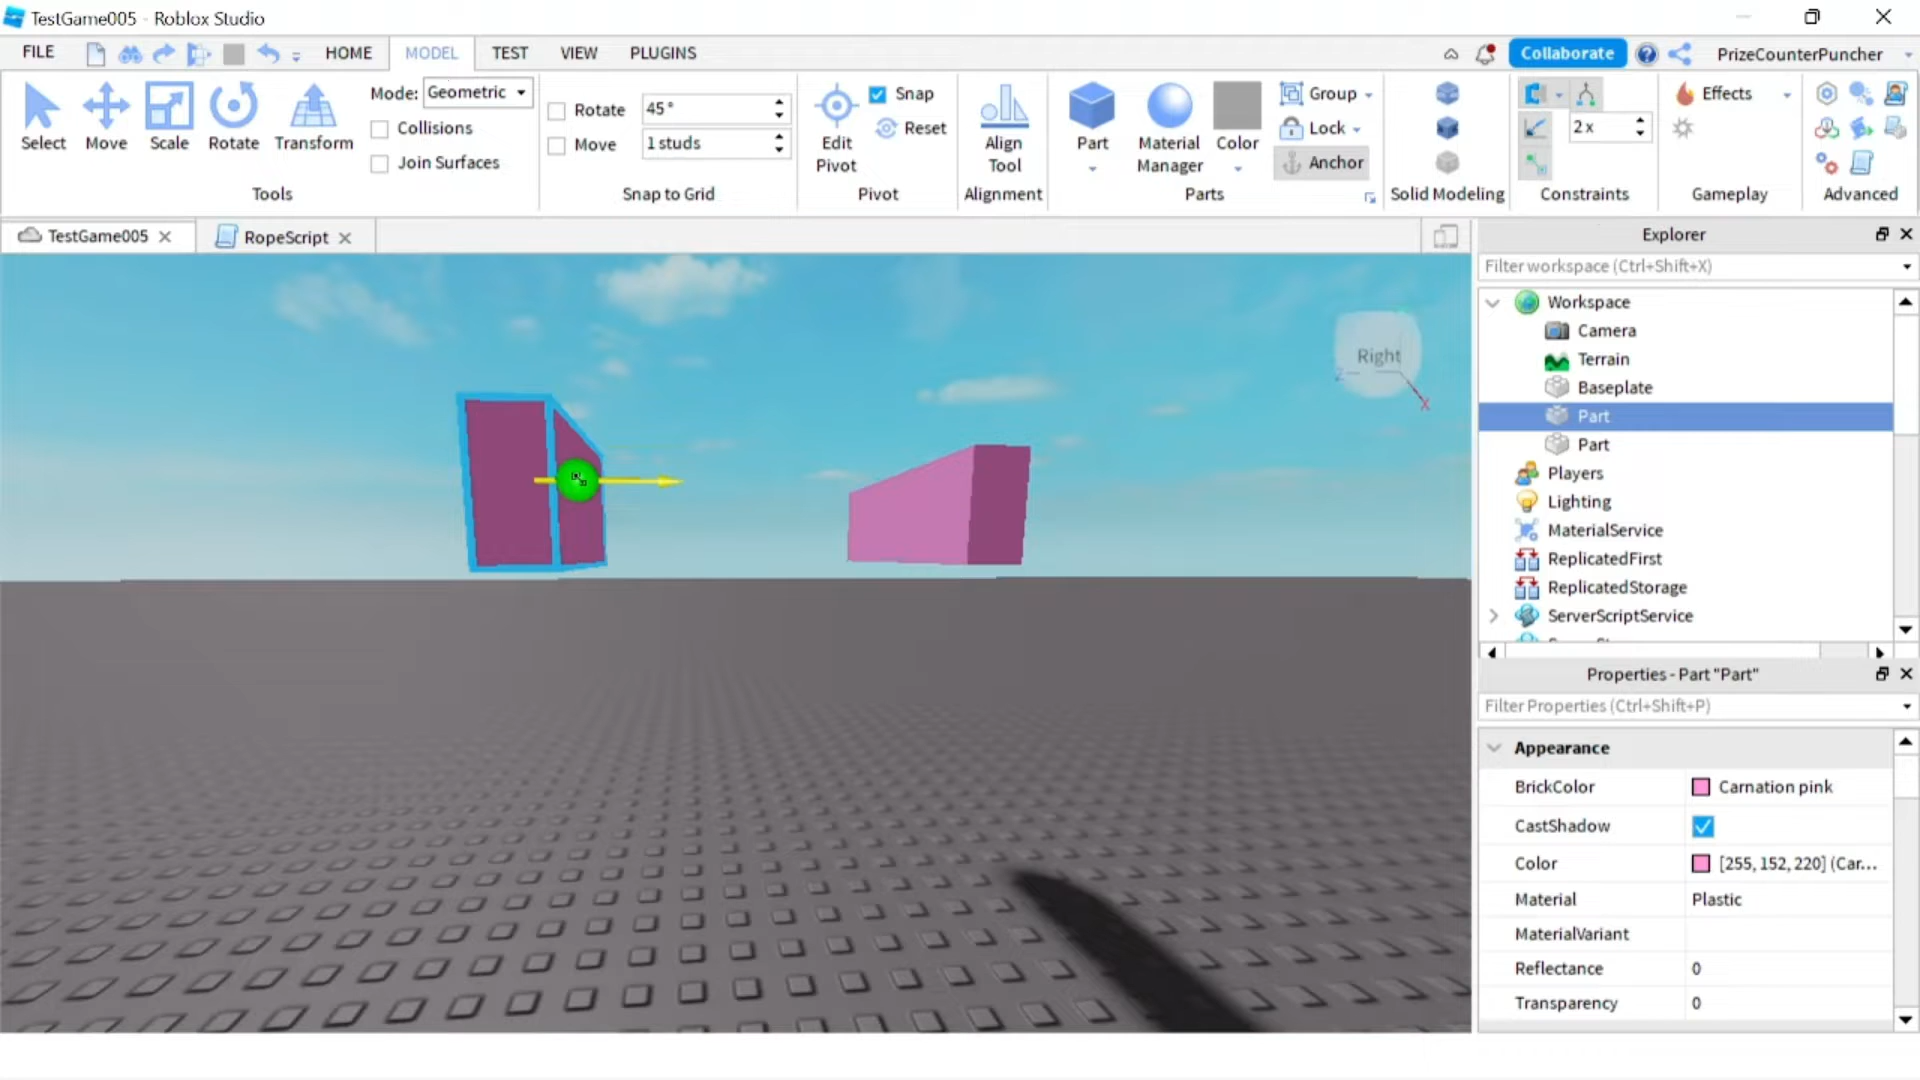 TestGame005 - Roblox Studio
FILE HOME MODEL TEST VIEW PLUGINS Collaborate PrizeCounterPuncher
Select Move Scale Rotate Transform
Mode: Geometric
Collisions
Join Surfaces
Tools
Rotate 45°
Move 1 studs
Snap to Grid
Edit Pivot
Snap
Reset
Pivot
Align Tool
Alignment
Part
Material Manager
Color
Group
Lock
Anchor
Parts
Solid Modeling
2 x
Constraints
Effects
Gameplay
Advanced
TestGame005 RopeScript
Right
Z
X
Explorer
Filter workspace (Ctrl+Shift+X)
Workspace
Camera
Terrain
Baseplate
Part
Part
Players
Lighting
MaterialService
ReplicatedFirst
ReplicatedStorage
ServerScriptService
Properties - Part "Part"
Filter Properties (Ctrl+Shift+P)
Appearance
BrickColor Carnation pink
CastShadow
Color [255, 152, 220] (Car...
Material Plastic
MaterialVariant
Reflectance 0
Transparency 0